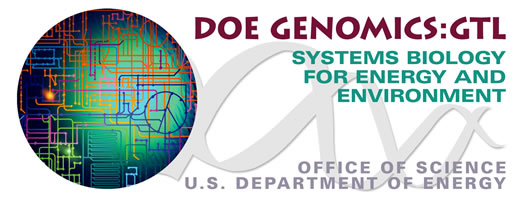 DOE GENOMICS:GTL
SYSTEMS BIOLOGY
FOR ENERGY AND
ENVIRONMENT
OFFICE OF SCIENCE
U.S. DEPARTMENT OF ENERGY